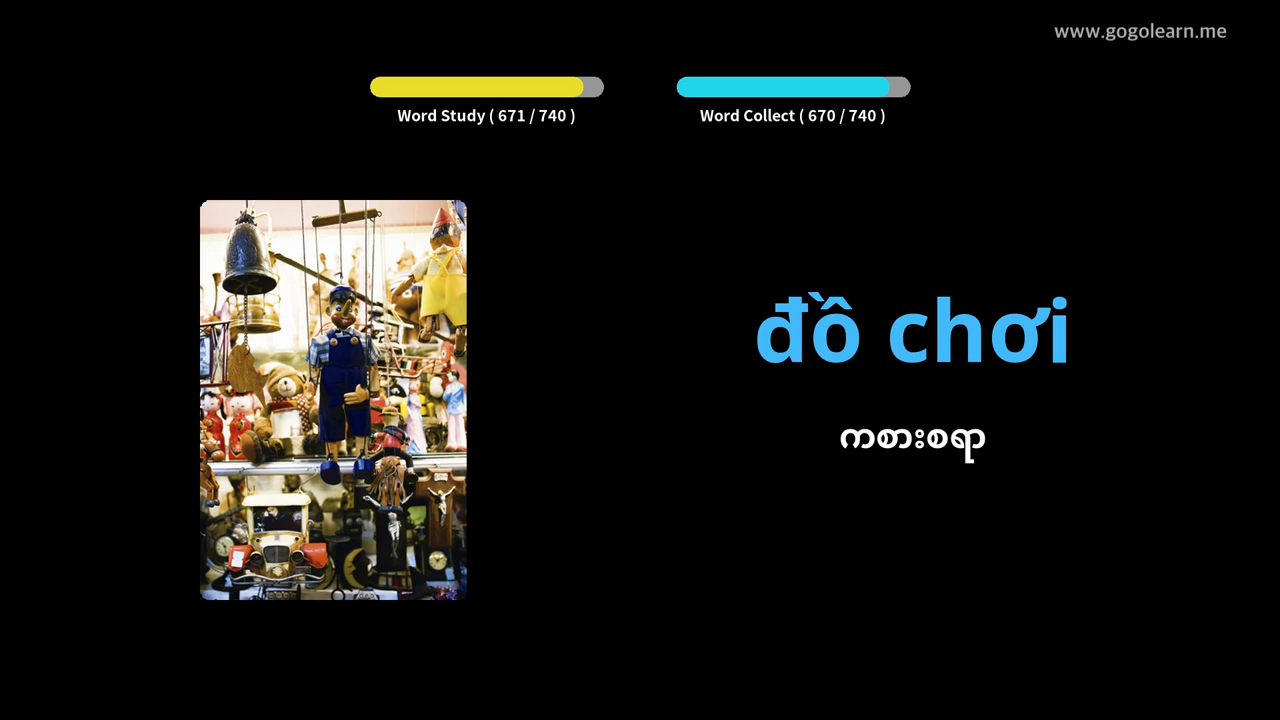 www.gogolearn.me
Word Study ( 671 / 740 )
Word Collect ( 670 / 740 )
đồ chơi
ကစားစရာ